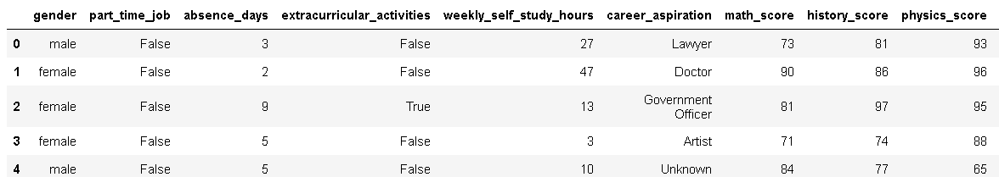 gender part_time_job absence_days extracurricular_activities weekly_self_study_hours career_aspiration math_score history_score physics_score
0 male False 3 False 27 Lawyer 73 81 93
1 female False 2 False 47 Doctor 90 86 96
2 female False 9 True 13 Government Officer 81 97 95
3 female False 5 False 3 Artist 71 74 88
4 male False 5 False 10 Unknown 84 77 65